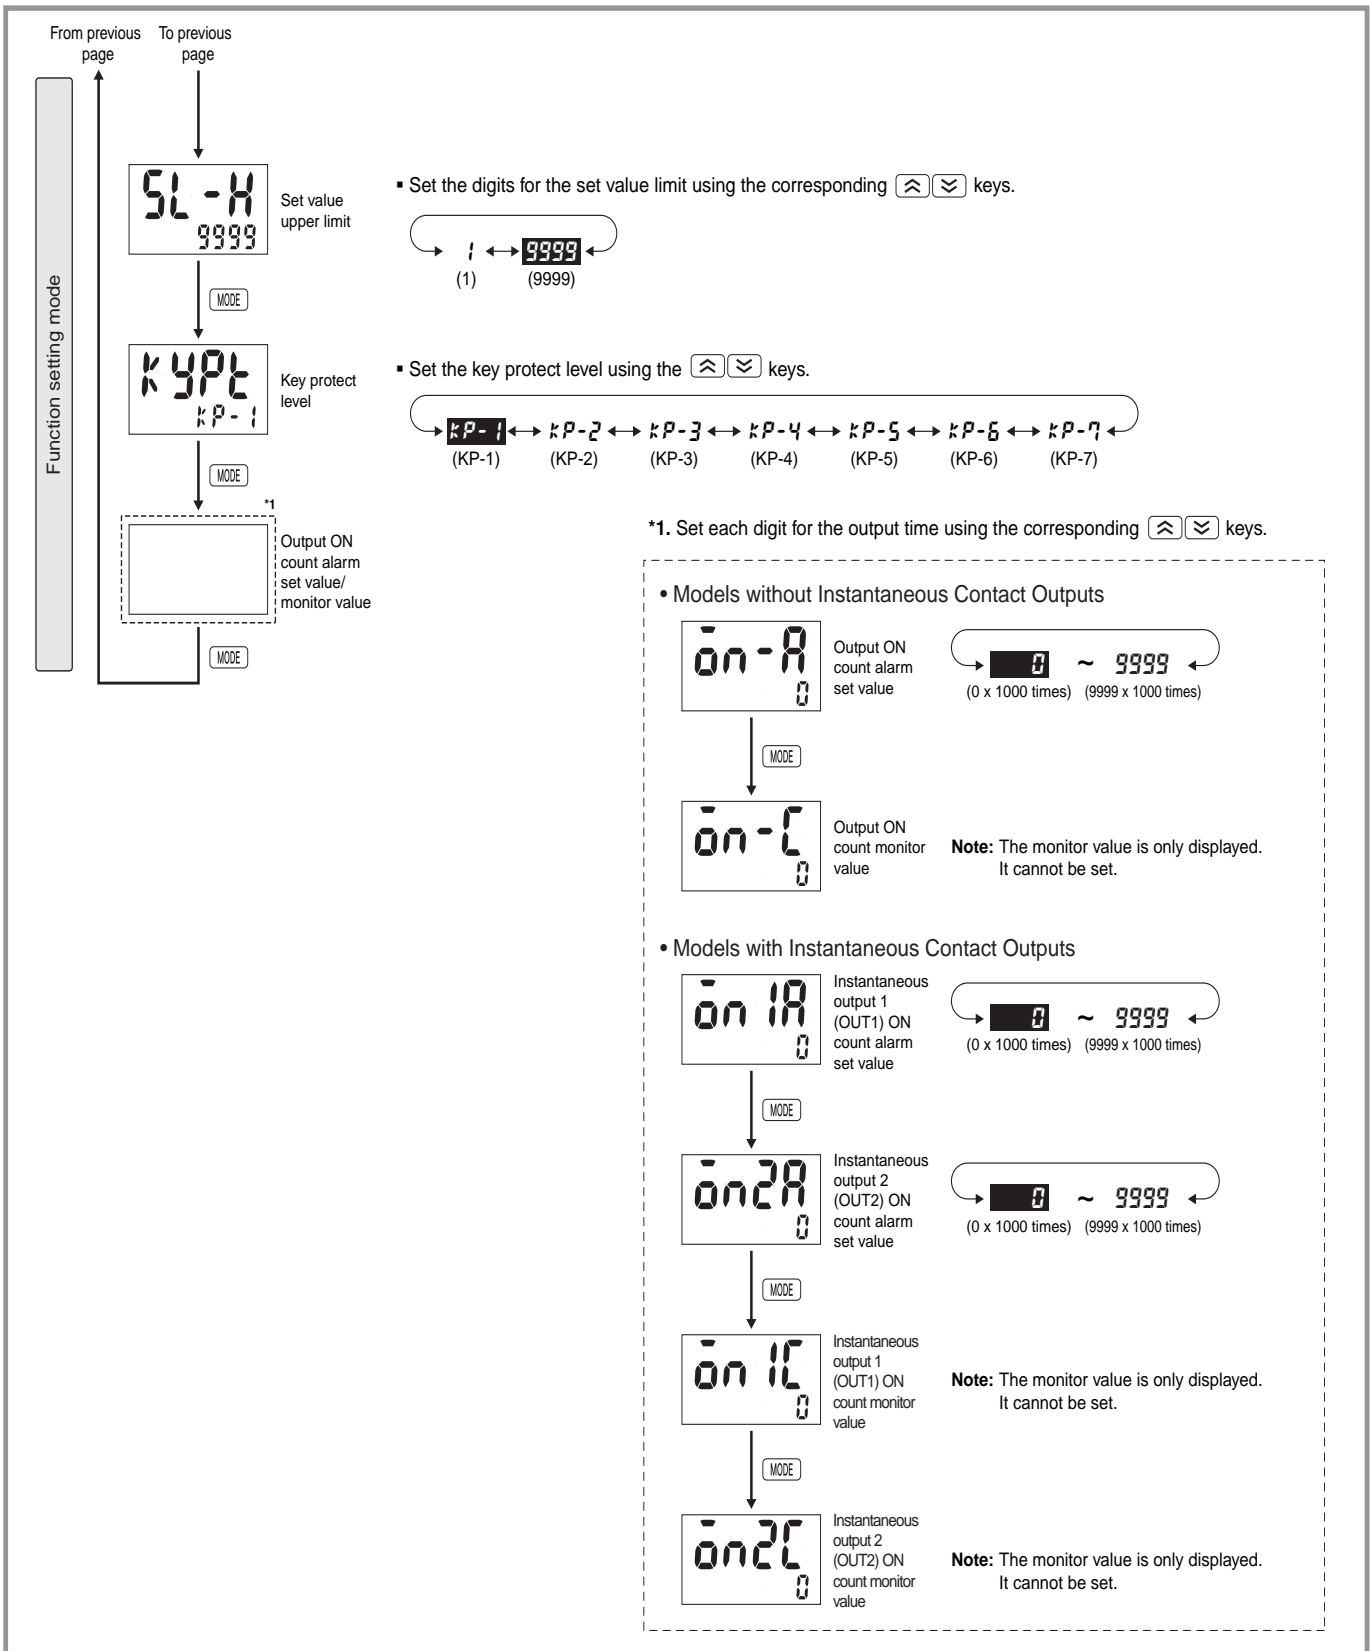 From previous page
To previous page
Function setting mode
SL-H
9999
Set value
upper limit
▪ Set the digits for the set value limit using the corresponding keys.
1 9999
(1) (9999)
MODE
KYPt
KP-1
Key protect
level
▪ Set the key protect level using the keys.
KP-1 KP-2 KP-3 KP-4 KP-5 KP-6 KP-7
(KP-1) (KP-2) (KP-3) (KP-4) (KP-5) (KP-6) (KP-7)
MODE
*1
Output ON
count alarm
set value/
monitor value
MODE
*1. Set each digit for the output time using the corresponding keys.
• Models without Instantaneous Contact Outputs
on-A
0
Output ON
count alarm
set value
0 ~ 9999
(0 x 1000 times) (9999 x 1000 times)
MODE
on-C
0
Output ON
count monitor
value
Note: The monitor value is only displayed.
It cannot be set.
• Models with Instantaneous Contact Outputs
on1A
0
Instantaneous
output 1
(OUT1) ON
count alarm
set value
0 ~ 9999
(0 x 1000 times) (9999 x 1000 times)
MODE
on2A
0
Instantaneous
output 2
(OUT2) ON
count alarm
set value
0 ~ 9999
(0 x 1000 times) (9999 x 1000 times)
MODE
on1C
0
Instantaneous
output 1
(OUT1) ON
count monitor
value
Note: The monitor value is only displayed.
It cannot be set.
MODE
on2C
0
Instantaneous
output 2
(OUT2) ON
count monitor
value
Note: The monitor value is only displayed.
It cannot be set.